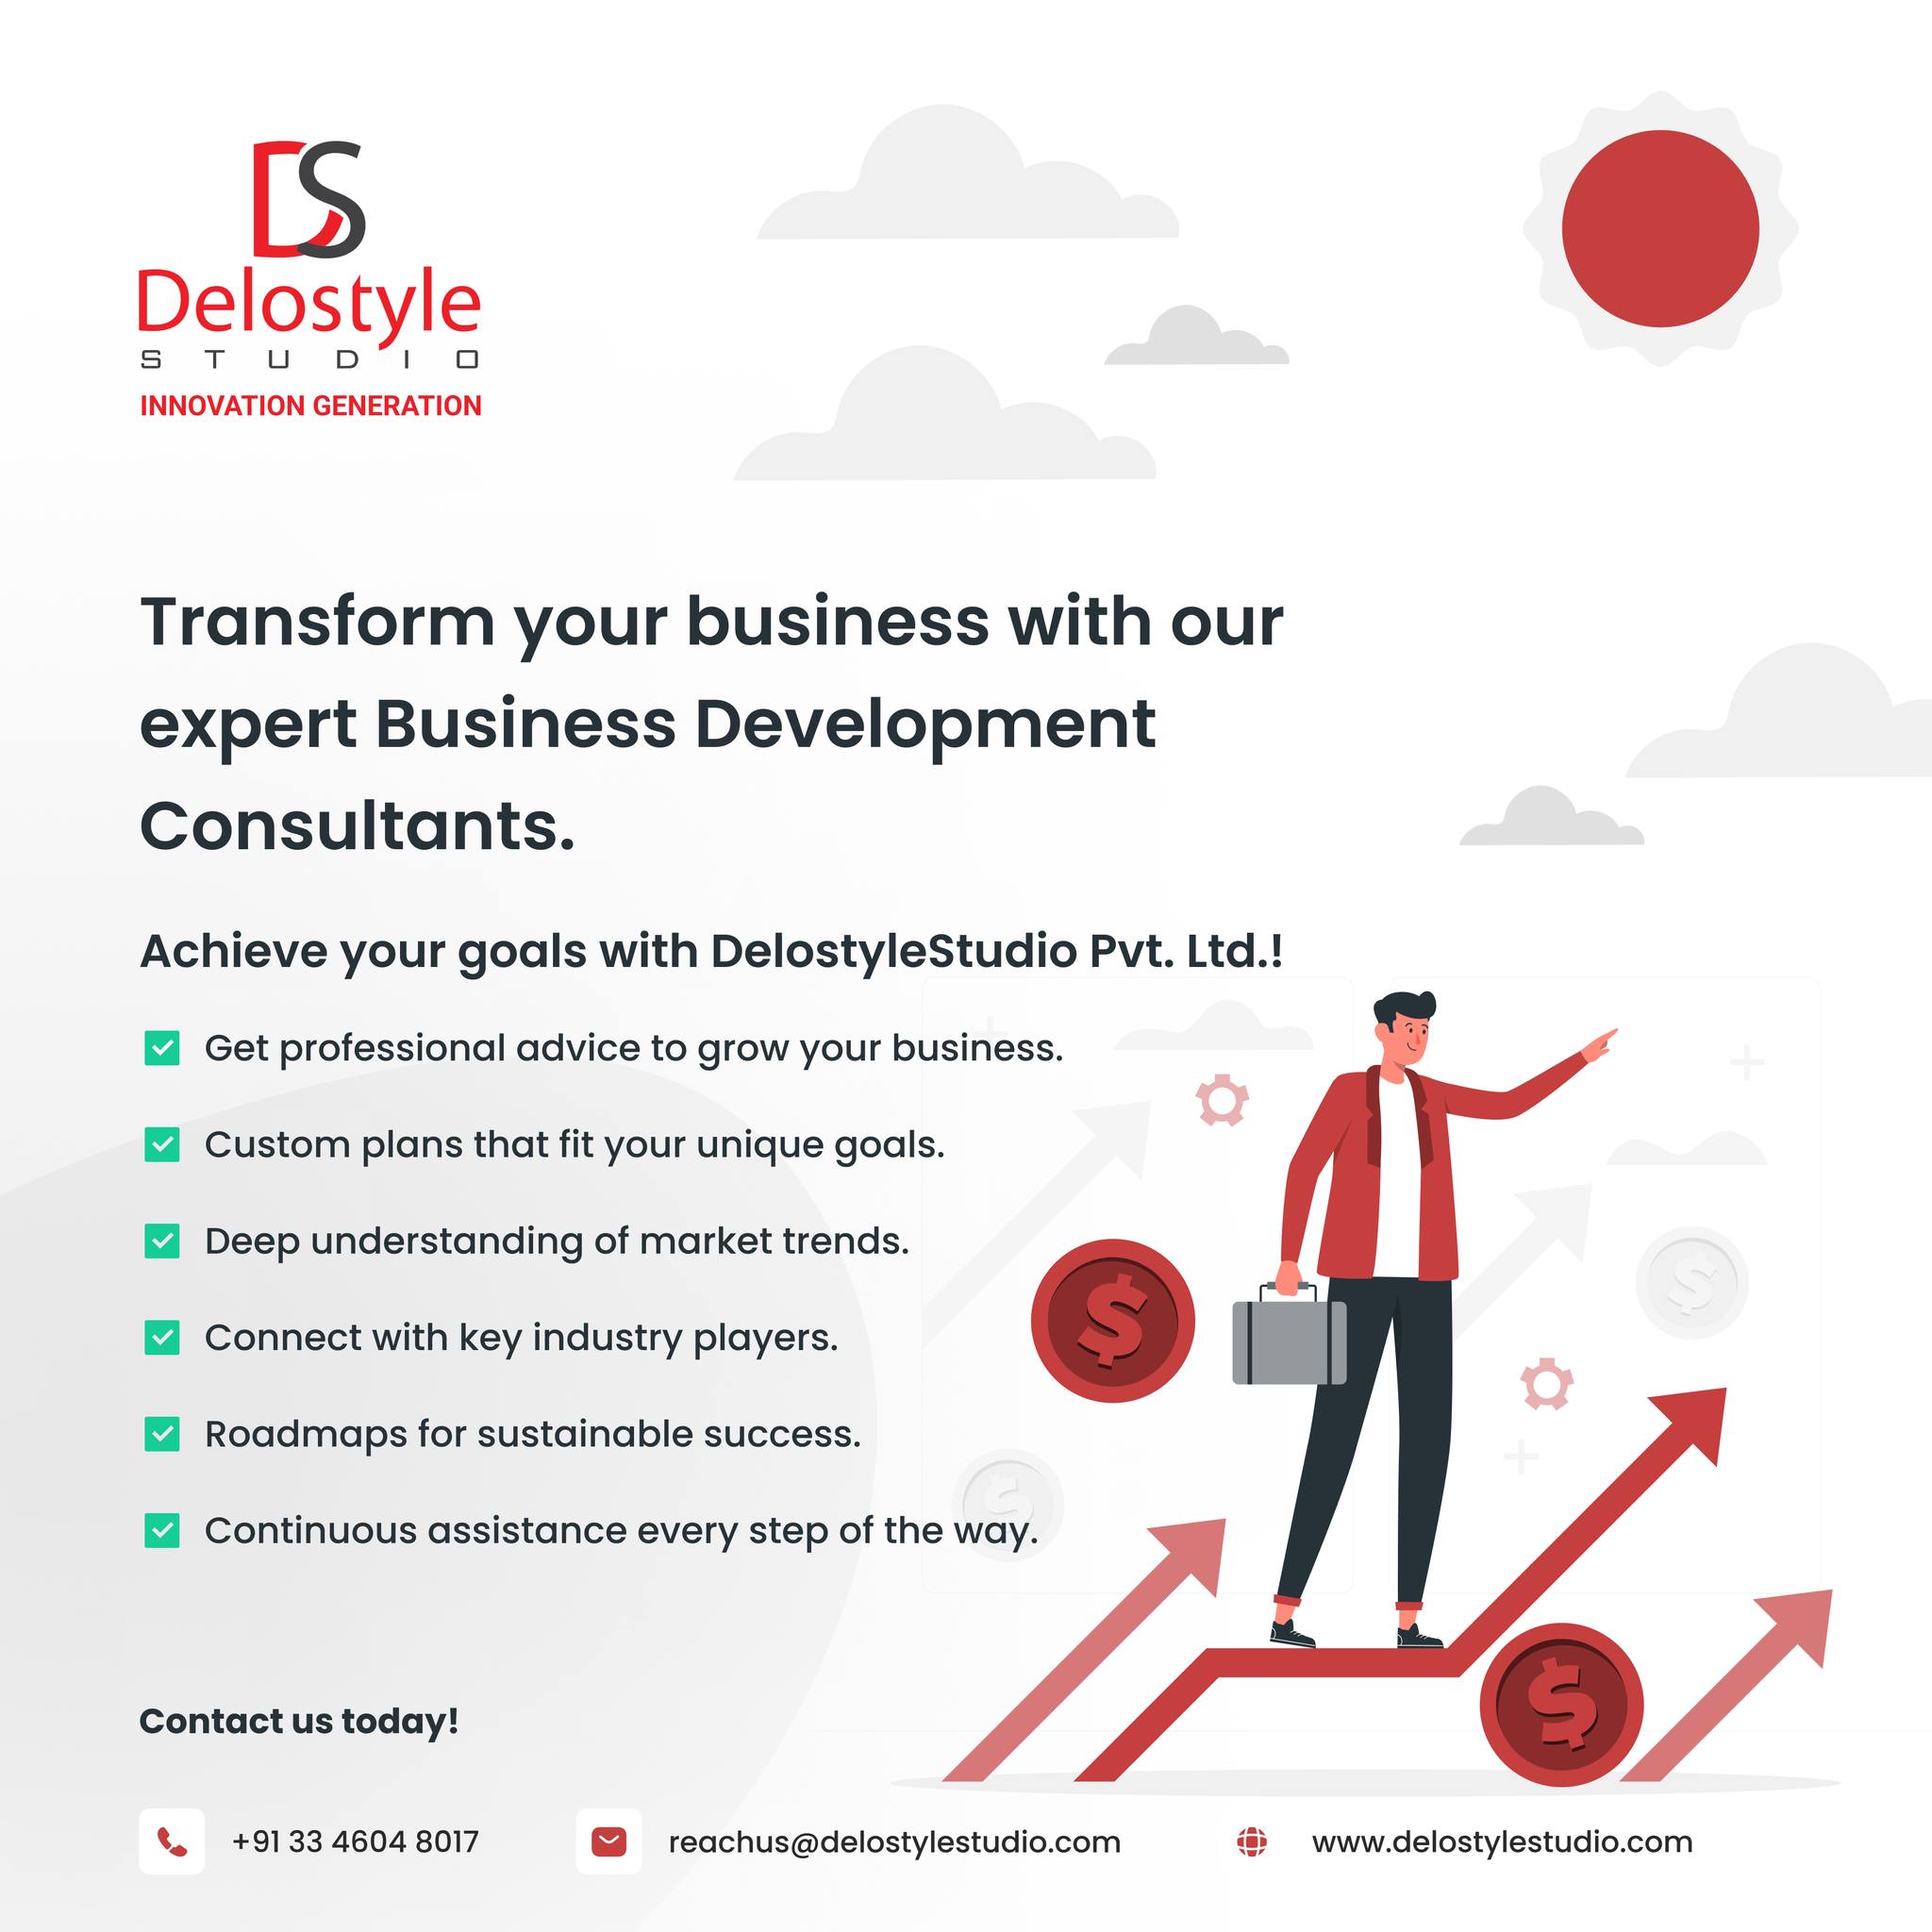 DS
Delostyle
STUDIO
INNOVATION GENERATION
Transform your business with our
expert Business Development
Consultants.
Achieve your goals with DelostyleStudio Pvt. Ltd.!
Get professional advice to grow your business.
Custom plans that fit your unique goals.
Deep understanding of market trends.
Connect with key industry players.
Roadmaps for sustainable success.
Continuous assistance every step of the way.
$
$
$
$
Contact us today!
+91 33 4604 8017
reachus@delostylestudio.com
www.delostylestudio.com